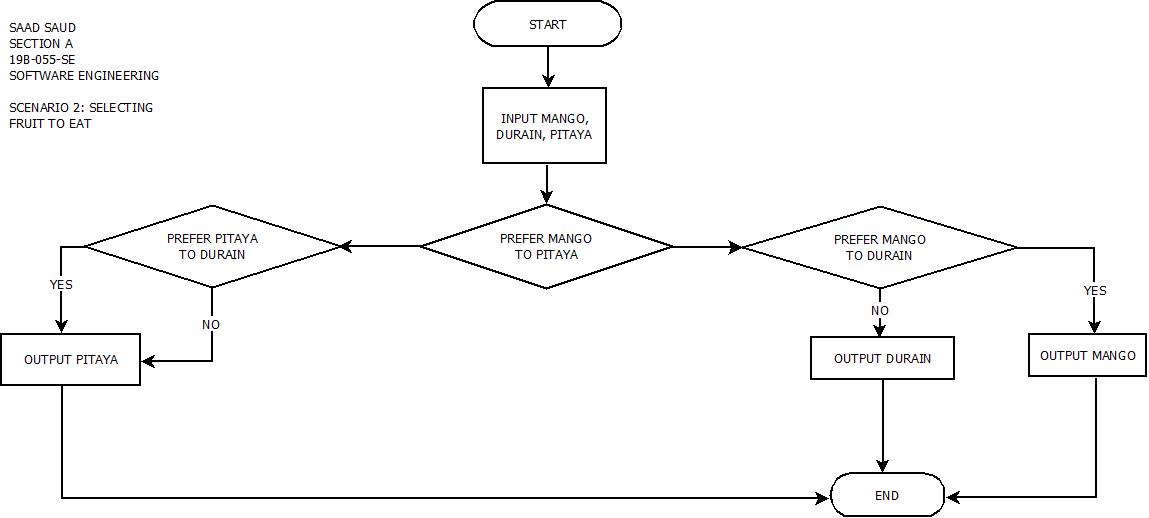 SAAD SAUD
SECTION A
19B-055-SE
SOFTWARE ENGINEERING
SCENARIO 2: SELECTING
FRUIT TO EAT
START
INPUT MANGO,
DURAIN, PITAYA
PREFER PITAYA
TO DURAIN
PREFER MANGO
TO PITAYA
PREFER MANGO
TO DURAIN
YES
NO
NO
YES
OUTPUT PITAYA
OUTPUT DURAIN
OUTPUT MANGO
END